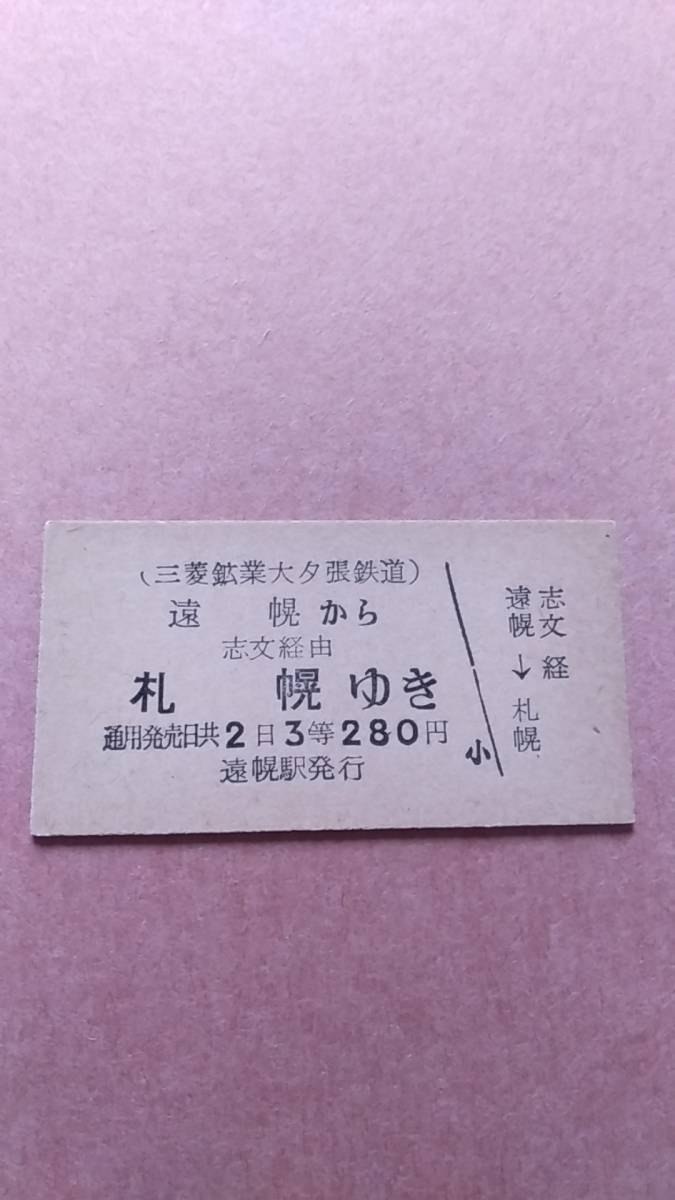 (三菱鉱業大夕張鉄道)
遠幌から
志文経由
札幌ゆき
通用発売日共2日3等280円
遠幌駅発行
小
志文経
遠幌→札幌